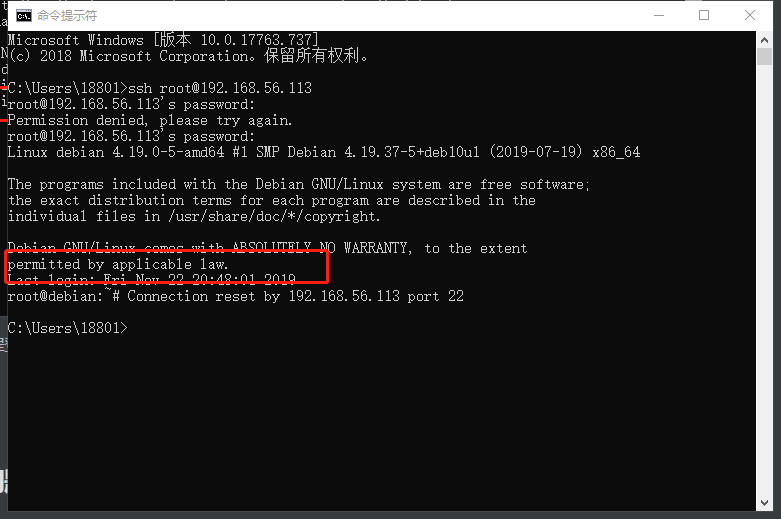 命令提示符
Microsoft Windows [版本 10.0.17763.737]
(c) 2018 Microsoft Corporation。保留所有权利。
C:\Users\18801>ssh root@192.168.56.113
root@192.168.56.113's password:
Permission denied, please try again.
root@192.168.56.113's password:
Linux debian 4.19.0-5-amd64 #1 SMP Debian 4.19.37-5+deb10u1 (2019-07-19) x86_64
The programs included with the Debian GNU/Linux system are free software;
the exact distribution terms for each program are described in the
individual files in /usr/share/doc/*/copyright.
Debian GNU/Linux comes with ABSOLUTELY NO WARRANTY, to the extent
permitted by applicable law.
Last login: Fri Nov 22 20:48:01 2019
root@debian:~# Connection reset by 192.168.56.113 port 22
C:\Users\18801>